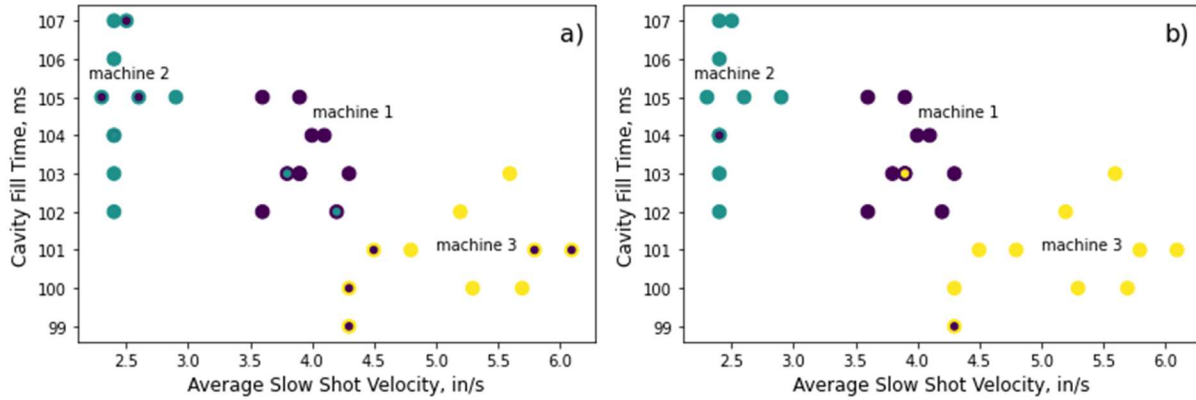 a)
107
106
machine 2
105
machine 1
104
103
102
machine 3
101
100
99
Cavity Fill Time, ms
2.5 3.0 3.5 4.0 4.5 5.0 5.5 6.0
Average Slow Shot Velocity, in/s
b)
107
106
machine 2
105
machine 1
104
103
102
machine 3
101
100
99
Cavity Fill Time, ms
2.5 3.0 3.5 4.0 4.5 5.0 5.5 6.0
Average Slow Shot Velocity, in/s